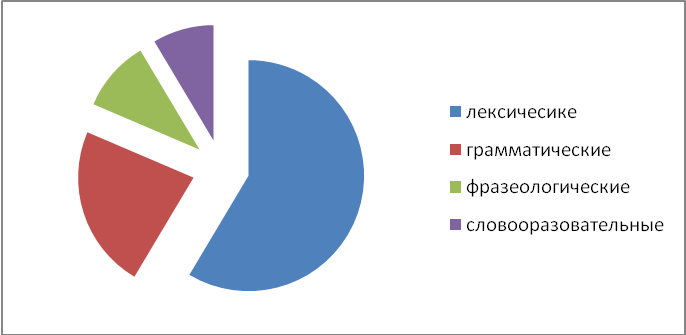 лексичесике
грамматические
фразеологические
словооразовательные